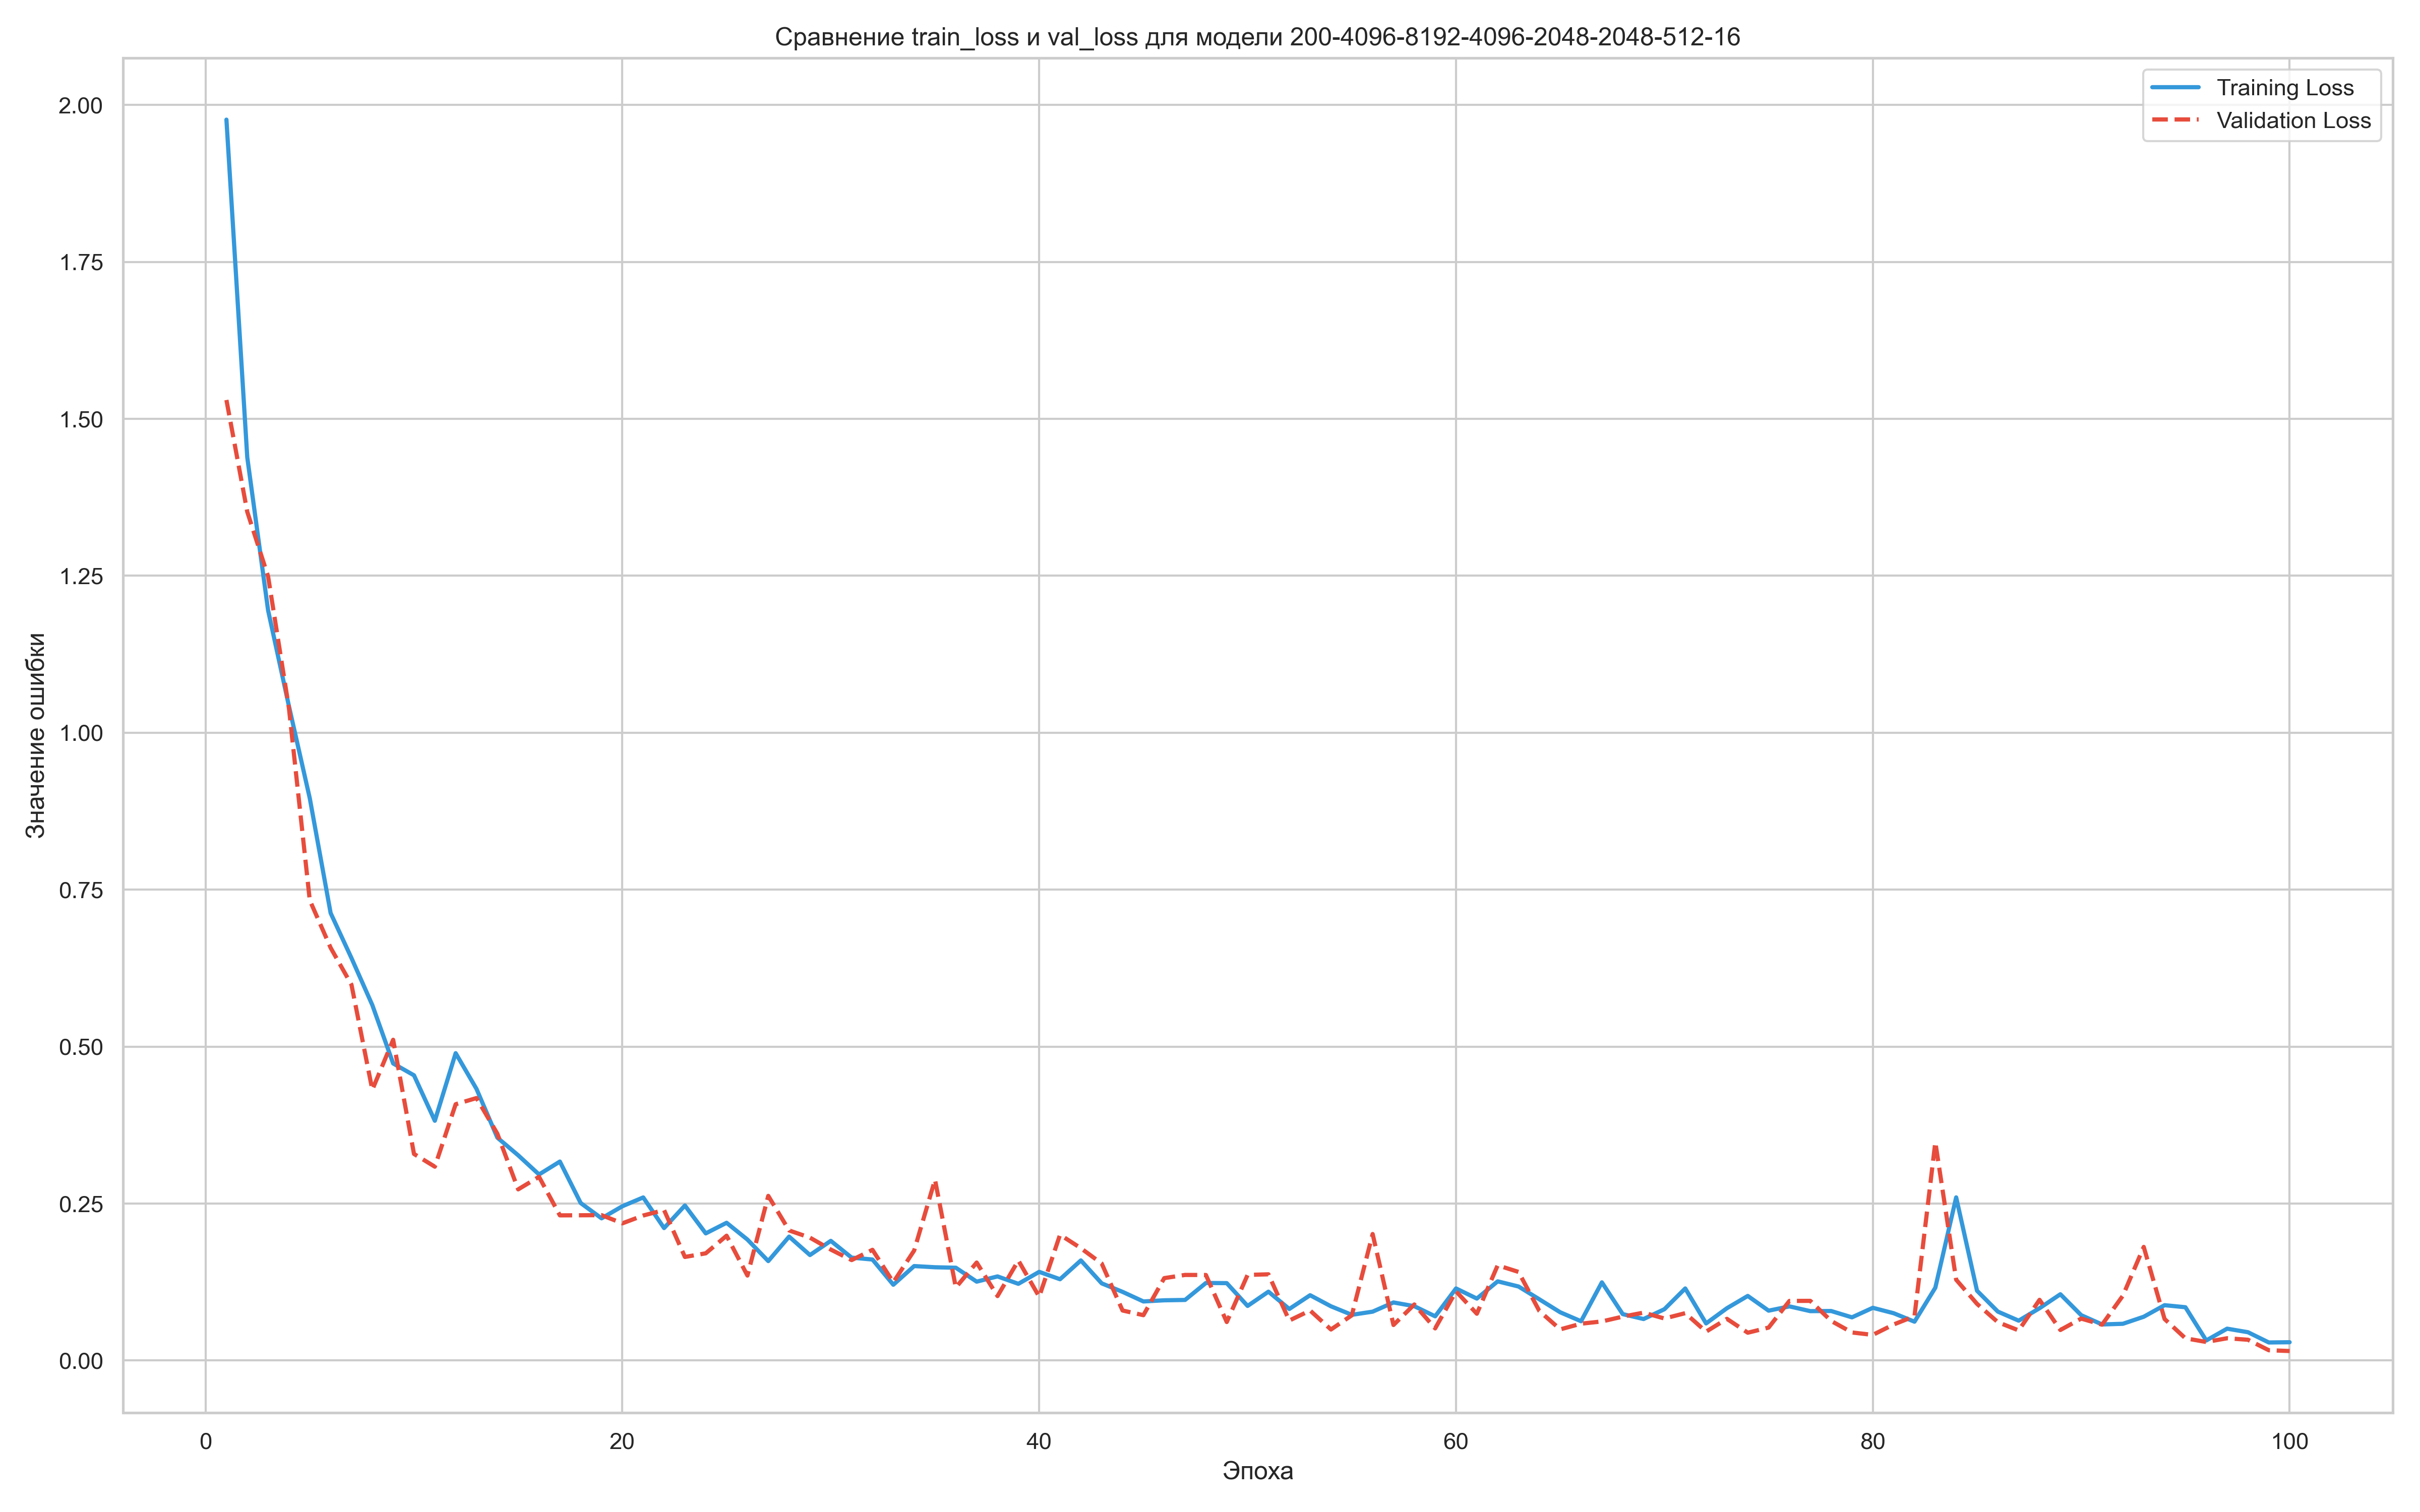 Сравнение train_loss и val_loss для модели 200-4096-8192-4096-2048-2048-512-16
Training Loss
Validation Loss
Значение ошибки
2.00
1.75
1.50
1.25
1.00
0.75
0.50
0.25
0.00
0 20 40 60 80 100
Эпоха